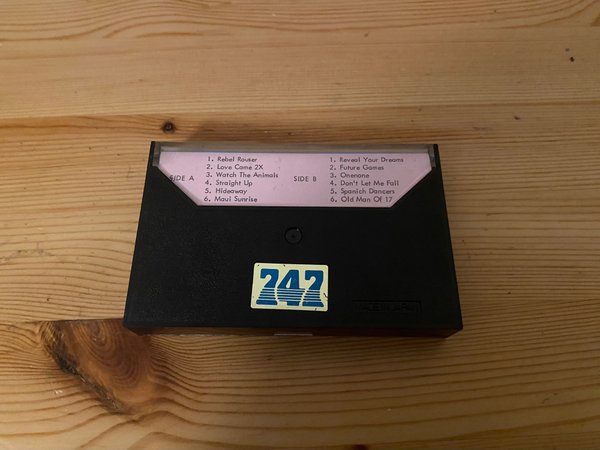 SIDE A
1. Rebel Rouser
2. Love Came 2X
3. Watch The Animals
4. Straight Up
5. Hideaway
6. Maui Sunrise
SIDE B
1. Reveal Your Dreams
2. Future Games
3. Onenone
4. Don't Let Me Fall
5. Spanich Dancers
6. Old Man Of 17
747